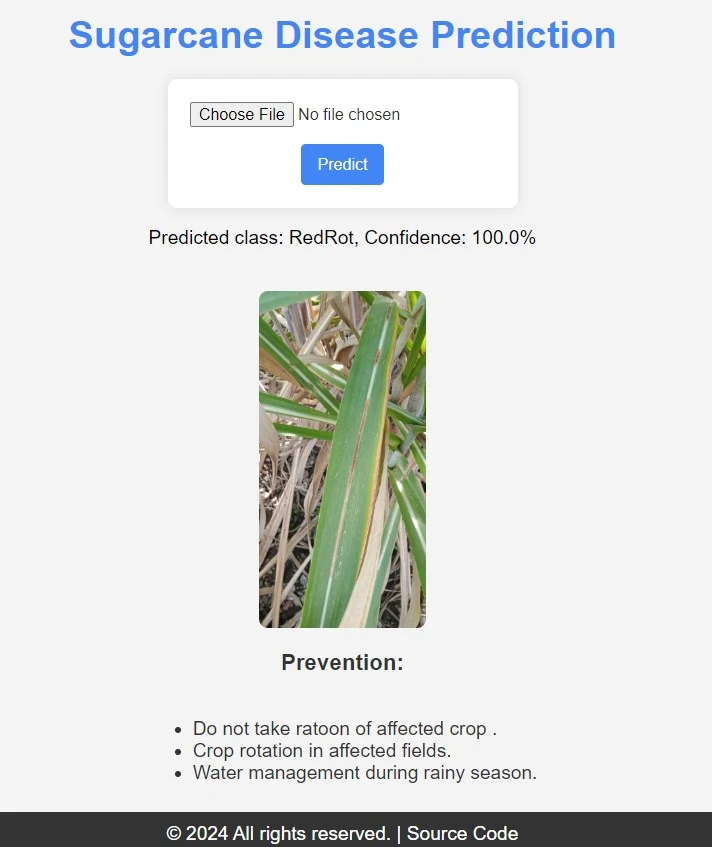 Sugarcane Disease Prediction
Choose File No file chosen
Predict
Predicted class: RedRot, Confidence: 100.0%
Prevention:
Do not take ratoon of affected crop .
Crop rotation in affected fields.
Water management during rainy season.
© 2024 All rights reserved. | Source Code